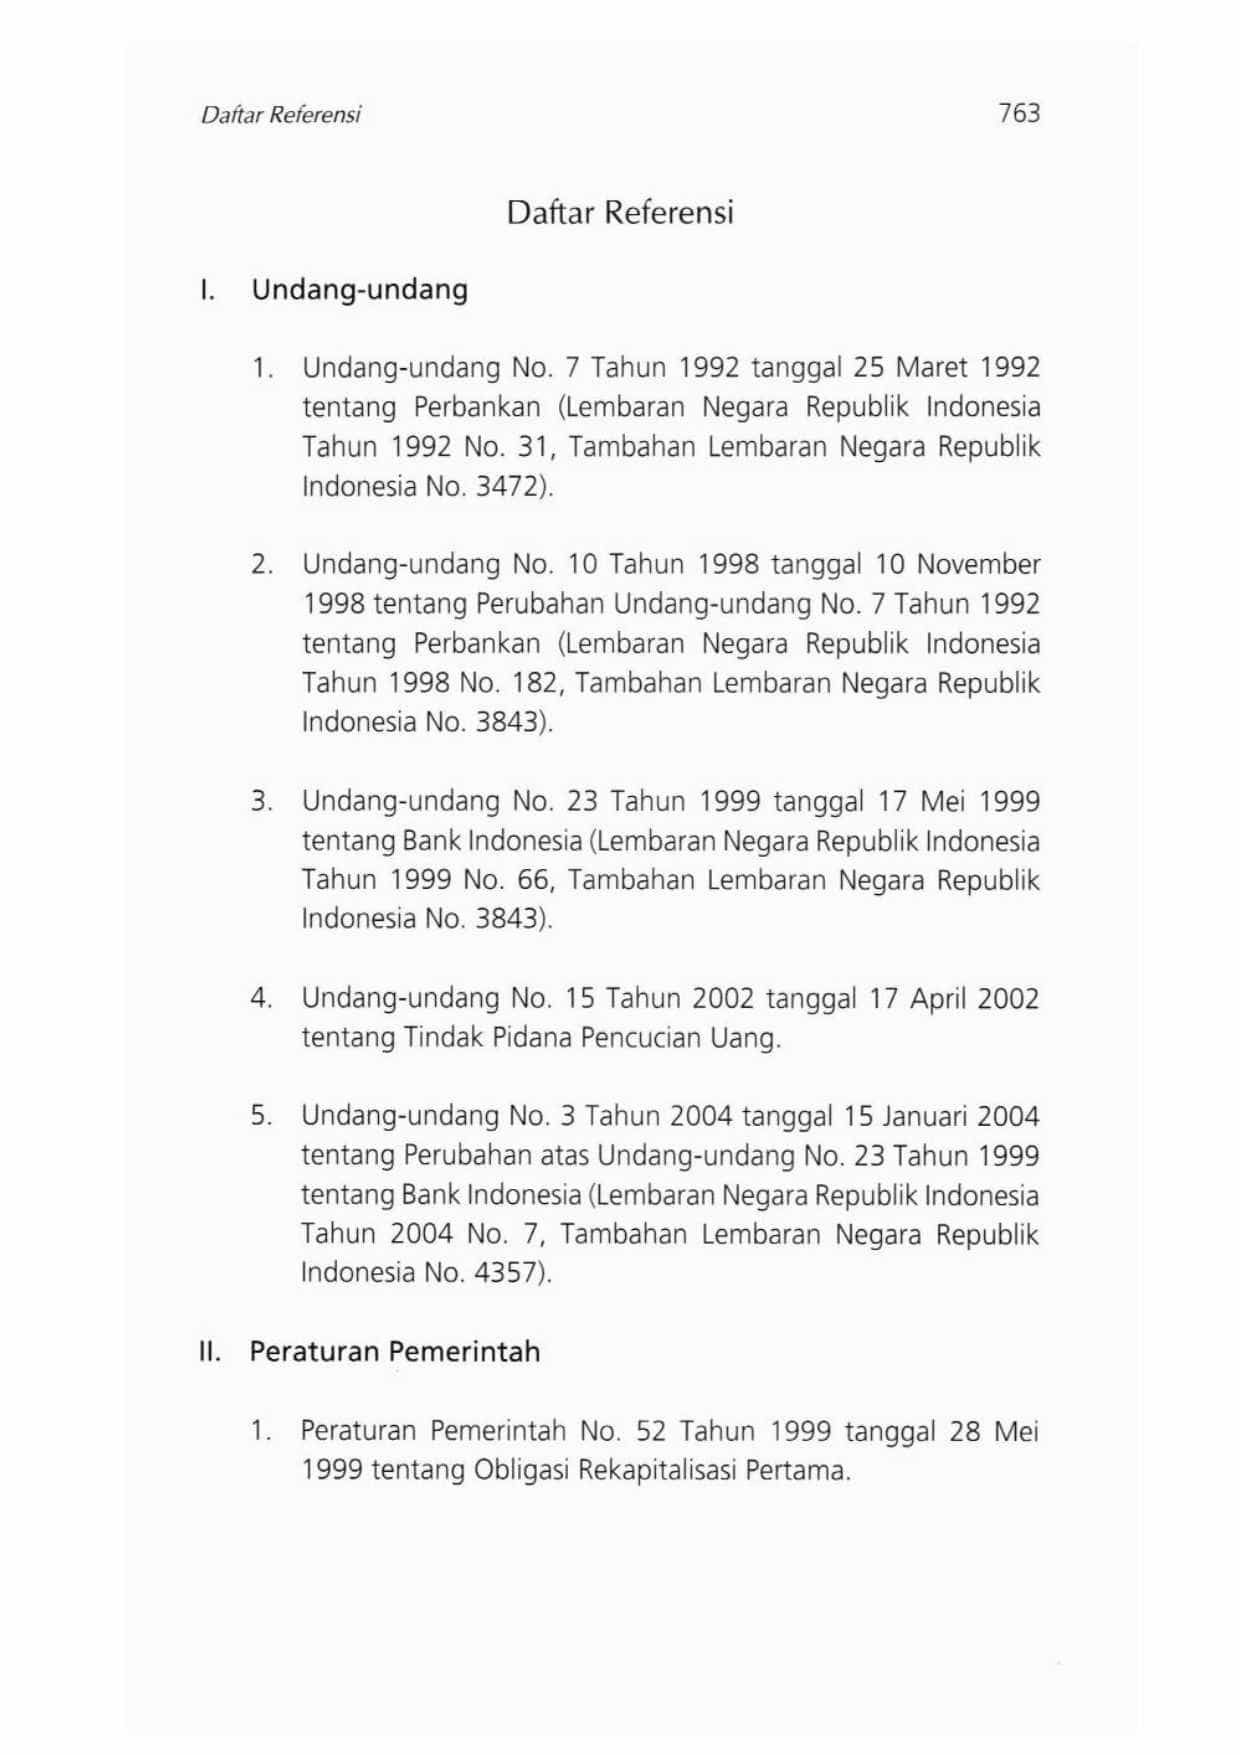 Daftar Referensi 763
Daftar Referensi
I. Undang-undang
1. Undang-undang No. 7 Tahun 1992 tanggal 25 Maret 1992
tentang Perbankan (Lembaran Negara Republik Indonesia
Tahun 1992 No. 31, Tambahan Lembaran Negara Republik
Indonesia No. 3472).
2. Undang-undang No. 10 Tahun 1998 tanggal 10 November
1998 tentang Perubahan Undang-undang No. 7 Tahun 1992
tentang Perbankan (Lembaran Negara Republik Indonesia
Tahun 1998 No. 182, Tambahan Lembaran Negara Republik
Indonesia No. 3843).
3. Undang-undang No. 23 Tahun 1999 tanggal 17 Mei 1999
tentang Bank Indonesia (Lembaran Negara Republik Indonesia
Tahun 1999 No. 66, Tambahan Lembaran Negara Republik
Indonesia No. 3843).
4. Undang-undang No. 15 Tahun 2002 tanggal 17 April 2002
tentang Tindak Pidana Pencucian Uang.
5. Undang-undang No. 3 Tahun 2004 tanggal 15 Januari 2004
tentang Perubahan atas Undang-undang No. 23 Tahun 1999
tentang Bank Indonesia (Lembaran Negara Republik Indonesia
Tahun 2004 No. 7, Tambahan Lembaran Negara Republik
Indonesia No. 4357).
II. Peraturan Pemerintah
1. Peraturan Pemerintah No. 52 Tahun 1999 tanggal 28 Mei
1999 tentang Obligasi Rekapitalisasi Pertama.